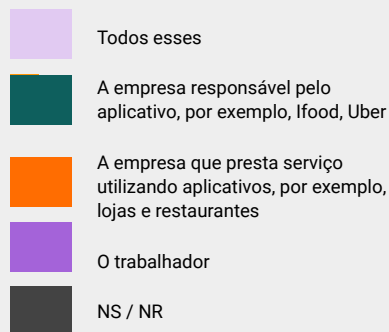 Todos esses
A empresa responsável pelo
aplicativo, por exemplo, Ifood, Uber
A empresa que presta serviço
utilizando aplicativos, por exemplo,
lojas e restaurantes
O trabalhador
NS / NR